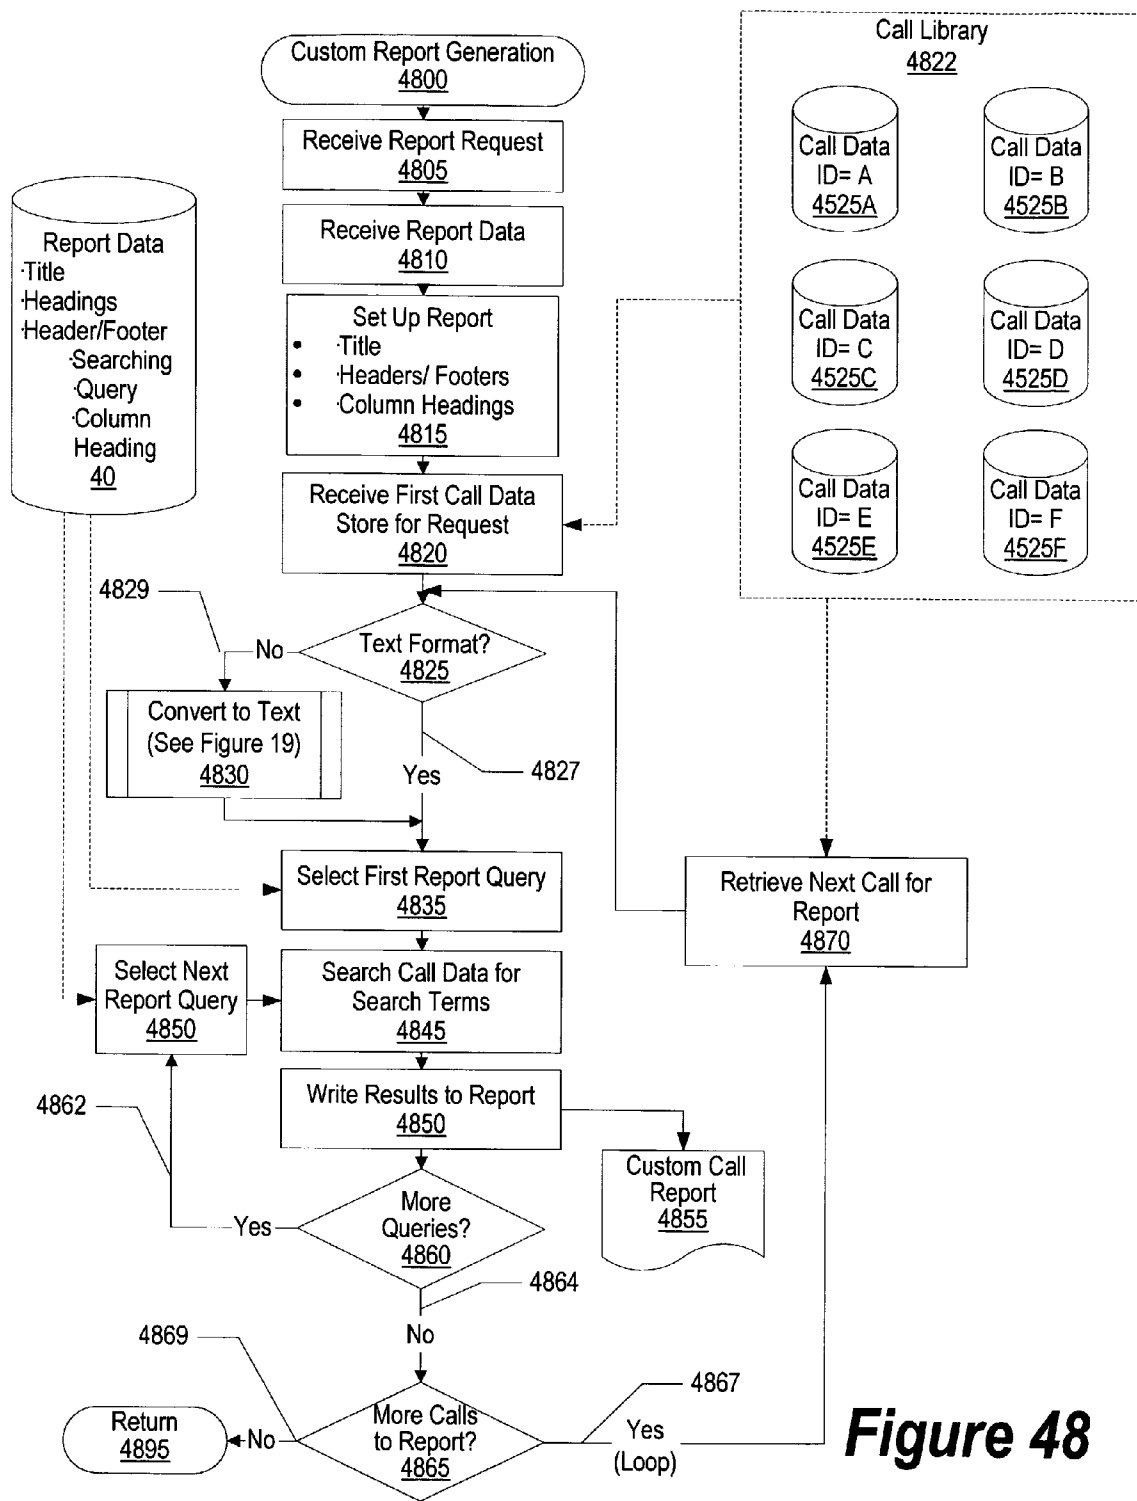 Custom Report Generation
4800
Receive Report Request
4805
Receive Report Data
4810
Set Up Report
• ·Title
• ·Headers/ Footers
• ·Column Headings
4815
Receive First Call Data
Store for Request
4820
Report Data
·Title
·Headings
·Header/Footer
·Searching
·Query
·Column
Heading
40
Call Library
4822
Call Data
ID= A
4525A
Call Data
ID= B
4525B
Call Data
ID= C
4525C
Call Data
ID= D
4525D
Call Data
ID= E
4525E
Call Data
ID= F
4525F
4829
No
Text Format?
4825
Convert to Text
(See Figure 19)
4830
Yes
4827
Select First Report Query
4835
Retrieve Next Call for
Report
4870
Select Next
Report Query
4850
Search Call Data for
Search Terms
4845
Write Results to Report
4850
4862
Custom Call
Report
4855
Yes
More
Queries?
4860
4864
No
4869
4867
Return
4895
No
More Calls
to Report?
4865
Yes
(Loop)
Figure 48